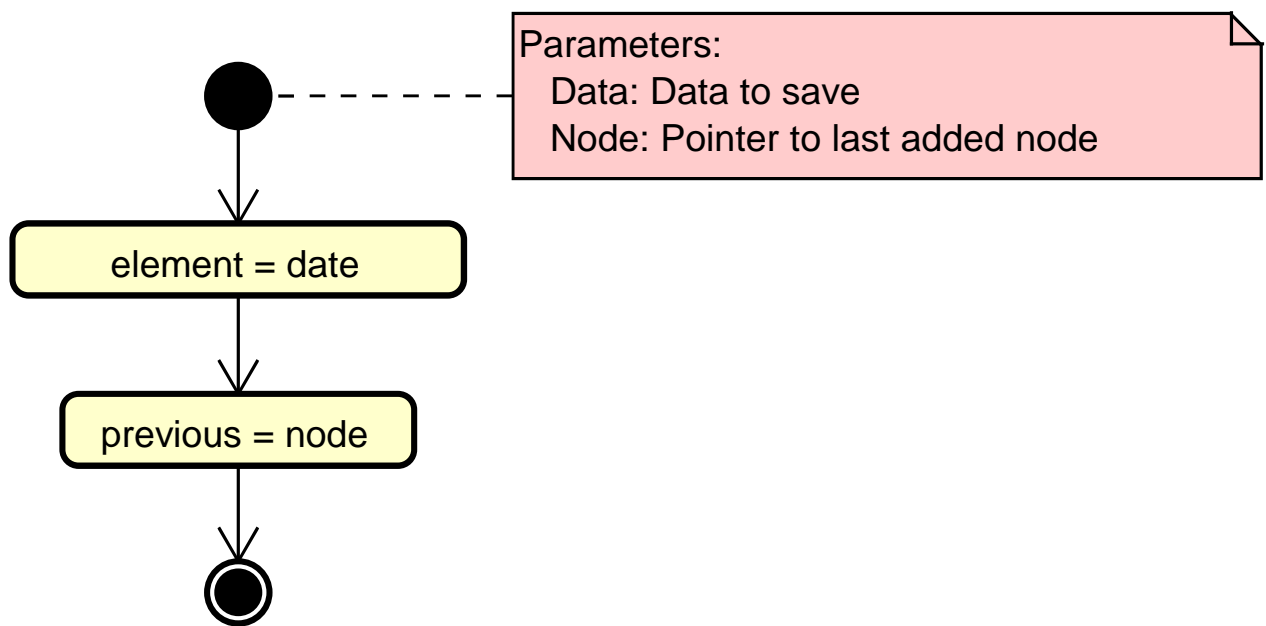 Parameters:
Data: Data to save
Node: Pointer to last added node
element = date
previous = node